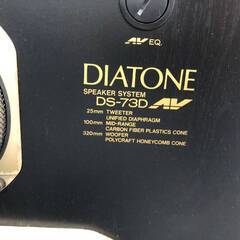 AV EQ.
DIATONE
SPEAKER SYSTEM
DS-73D AV
25mm TWEETER
UNIFIED DIAPHRAGM
100mm MID-RANGE
CARBON FIBER PLASTICS CONE
320mm WOOFER
POLYCRAFT HONEYCOMB CONE